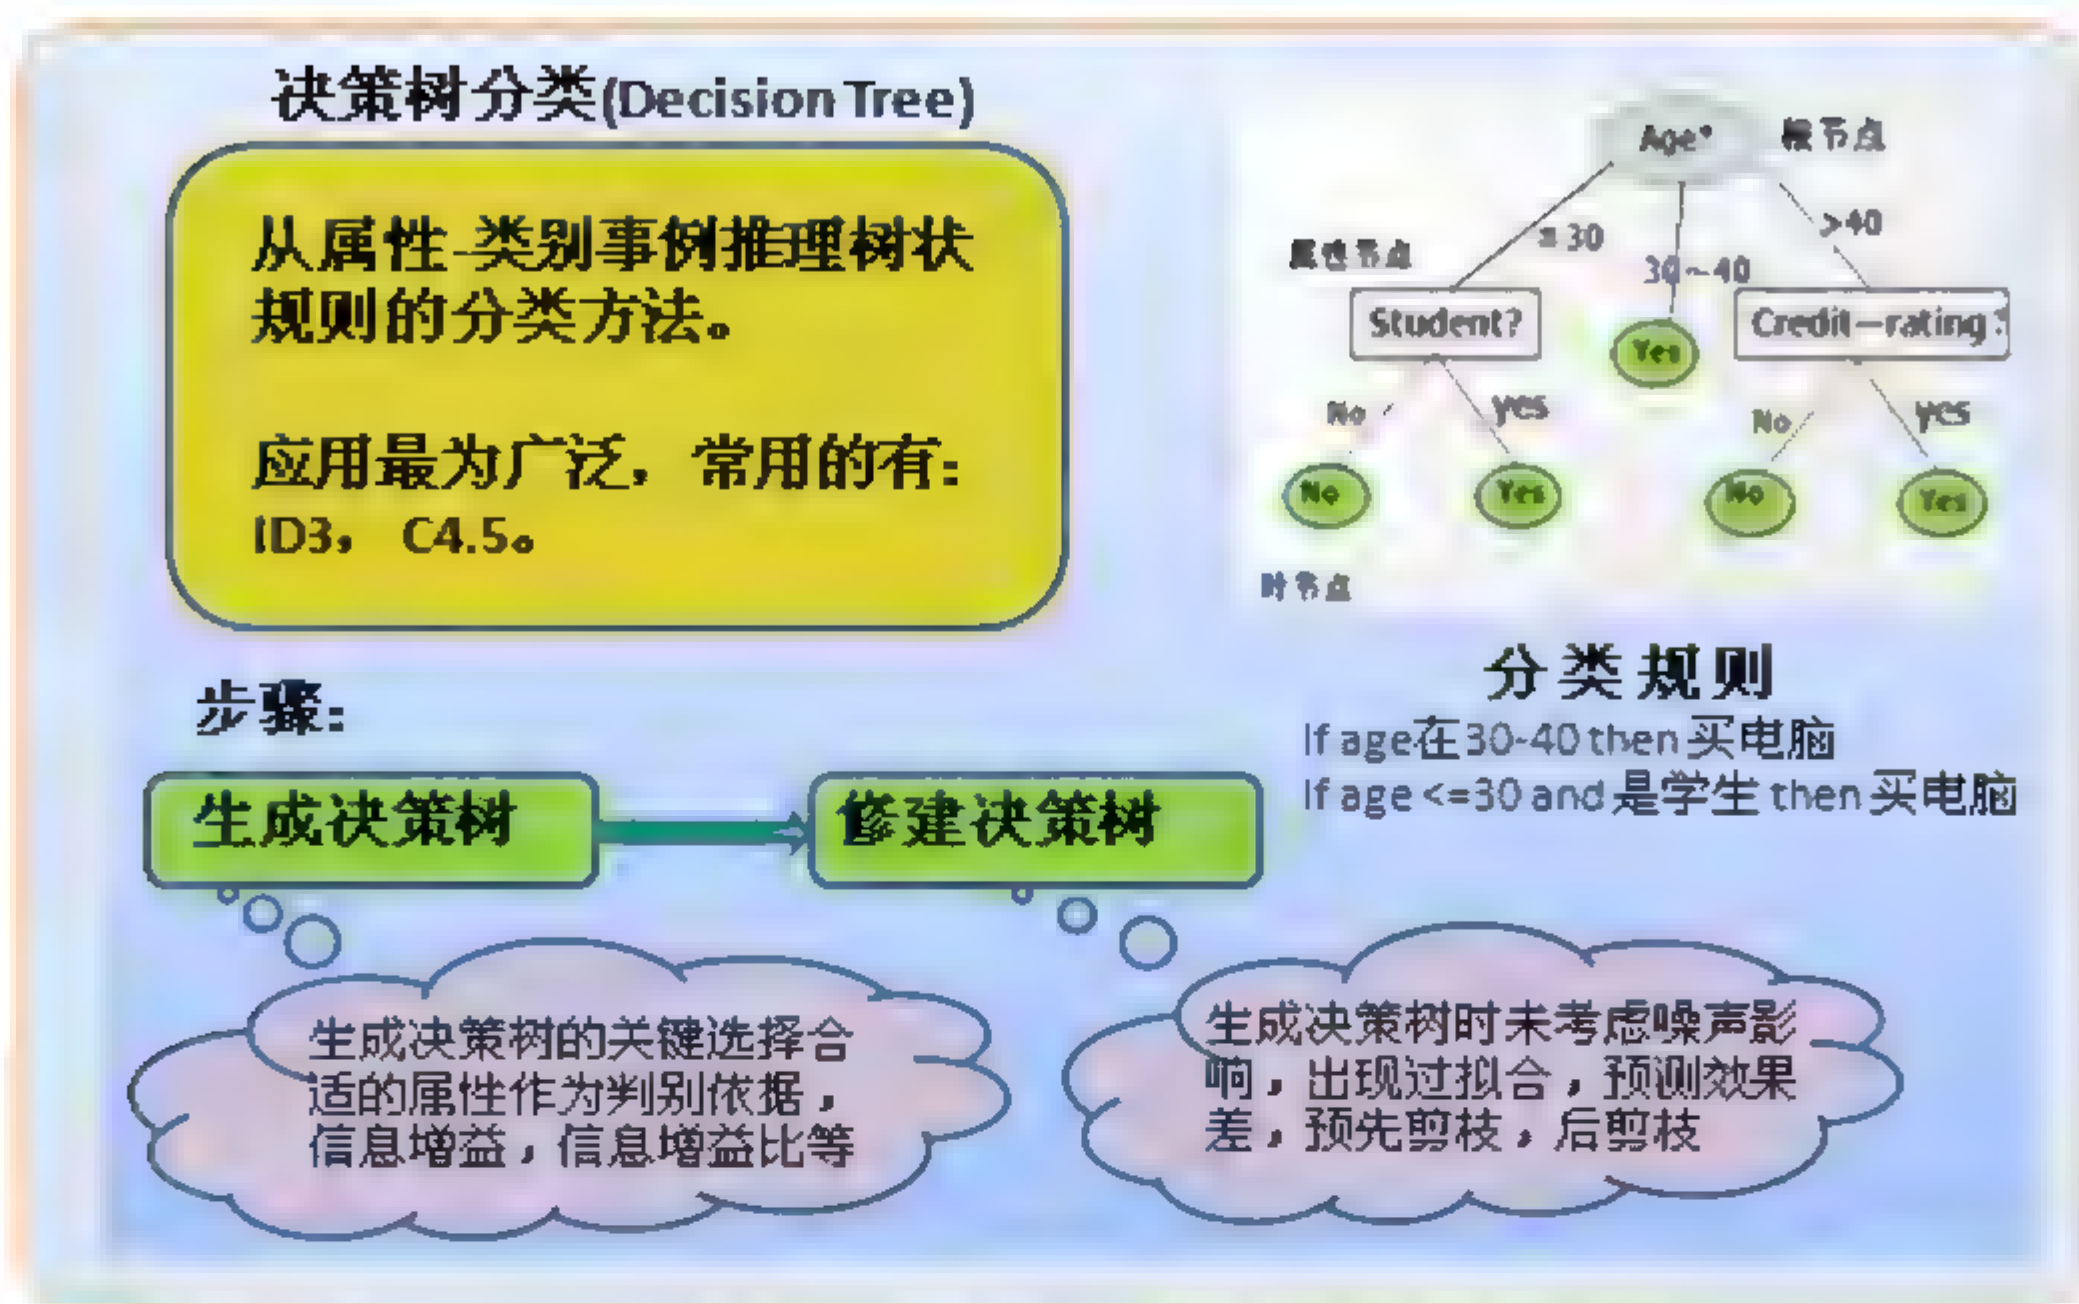 决策树分类(Decision Tree)
从属性-类别事例推理树状
规则的分类方法。
应用最为广泛，常用的有：
ID3， C4.5。
Age?
根节点
30
30~40
>40
属性节点
Student?
Yes
Credit-rating?
No
yes
No
yes
No
Yes
No
Yes
叶节点
分类规则
If age在30-40 then 买电脑
If age <=30 and 是学生 then 买电脑
步骤：
生成决策树
修建决策树
生成决策树的关键选择合
适的属性作为判别依据，
信息增益，信息增益比等
生成决策树时未考虑噪声影
响，出现过拟合，预测效果
差，预先剪枝，后剪枝